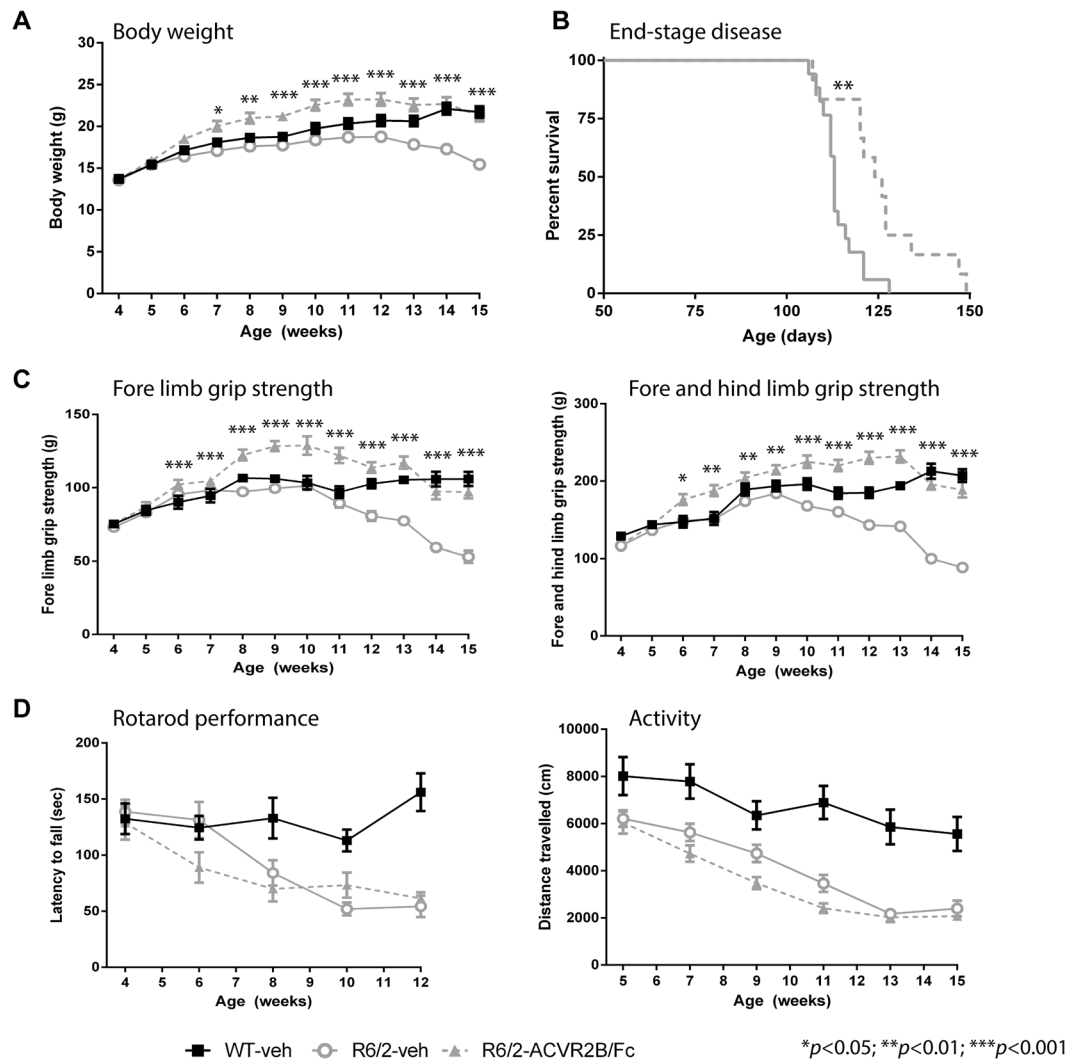 A Body weight
30
25
20
15
10
5
0
Body weight (g)
* ** *** *** *** *** *** *** ***
4 5 6 7 8 9 10 11 12 13 14 15
Age (weeks)
B End-stage disease
100
75
50
25
0
Percent survival
**
50 75 100 125 150
Age (days)
C Fore limb grip strength
150
100
50
0
Fore limb grip strength (g)
*** *** *** *** *** *** *** *** *** ***
4 5 6 7 8 9 10 11 12 13 14 15
Age (weeks)
Fore and hind limb grip strength
300
200
100
0
Fore and hind limb grip strength (g)
* ** ** ** *** *** *** *** *** ***
4 5 6 7 8 9 10 11 12 13 14 15
Age (weeks)
D Rotarod performance
200
150
100
50
0
Latency to fall (sec)
4 5 6 7 8 9 10 11 12
Age (weeks)
Activity
10000
8000
6000
4000
2000
0
Distance travelled (cm)
5 6 7 8 9 10 11 12 13 14 15
Age (weeks)
WT-veh R6/2-veh R6/2-ACVR2B/Fc
*p<0.05; **p<0.01; ***p<0.001